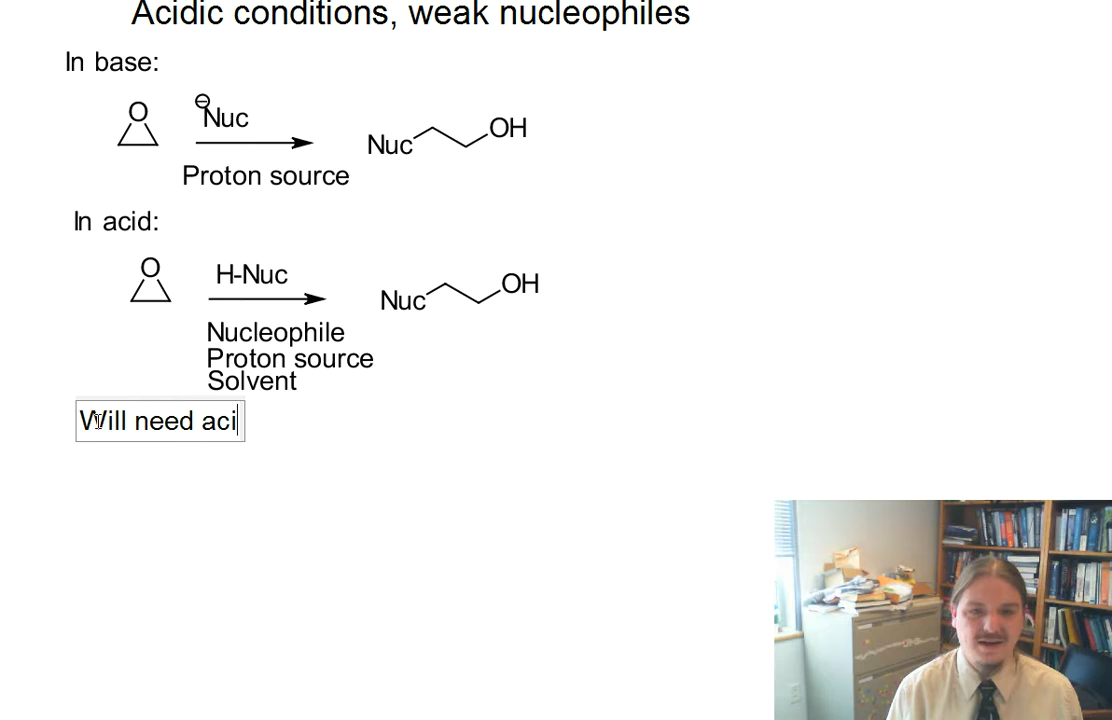 Acidic conditions, weak nucleophiles
In base:
O
⊖
Nuc
Nuc
OH
Proton source
In acid:
O
H-Nuc
Nuc
OH
Nucleophile
Proton source
Solvent
Will need aci